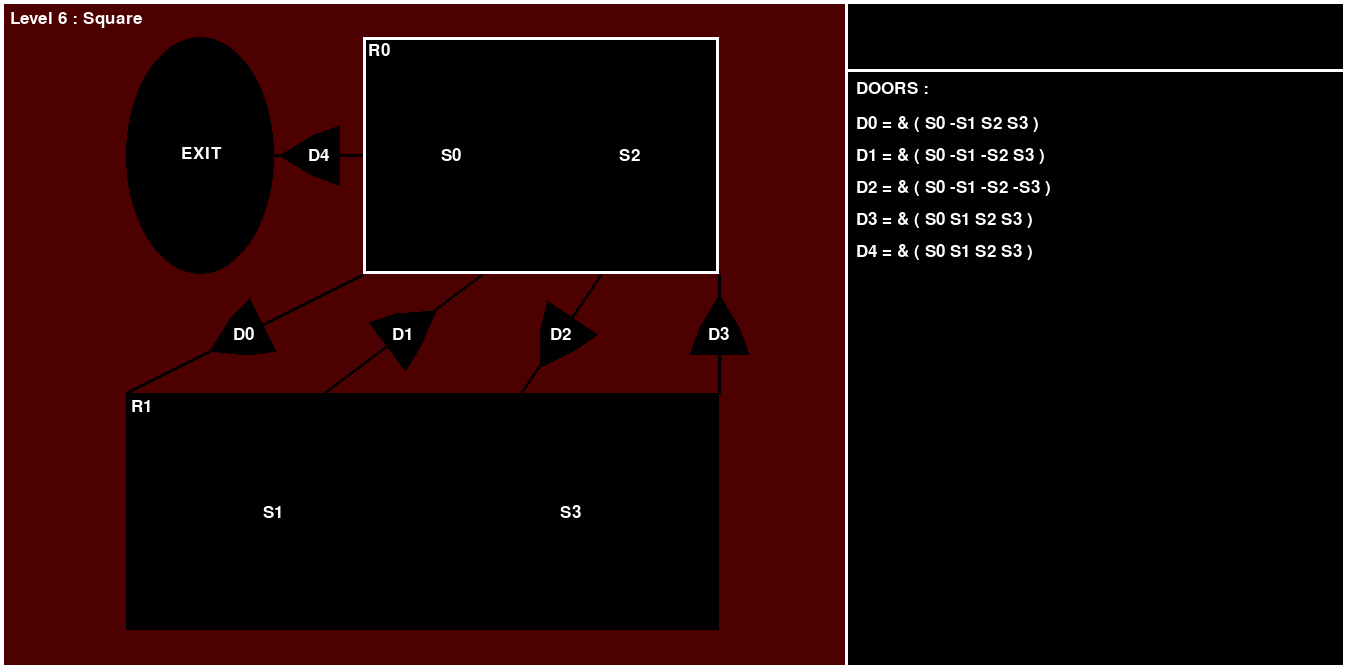 Level 6 : Square
R0
EXIT
D4
S0
S2
D0
D1
D2
D3
R1
S1
S3
DOORS :
D0 = & ( S0 -S1 S2 S3 )
D1 = & ( S0 -S1 -S2 S3 )
D2 = & ( S0 -S1 -S2 -S3 )
D3 = & ( S0 S1 S2 S3 )
D4 = & ( S0 S1 S2 S3 )